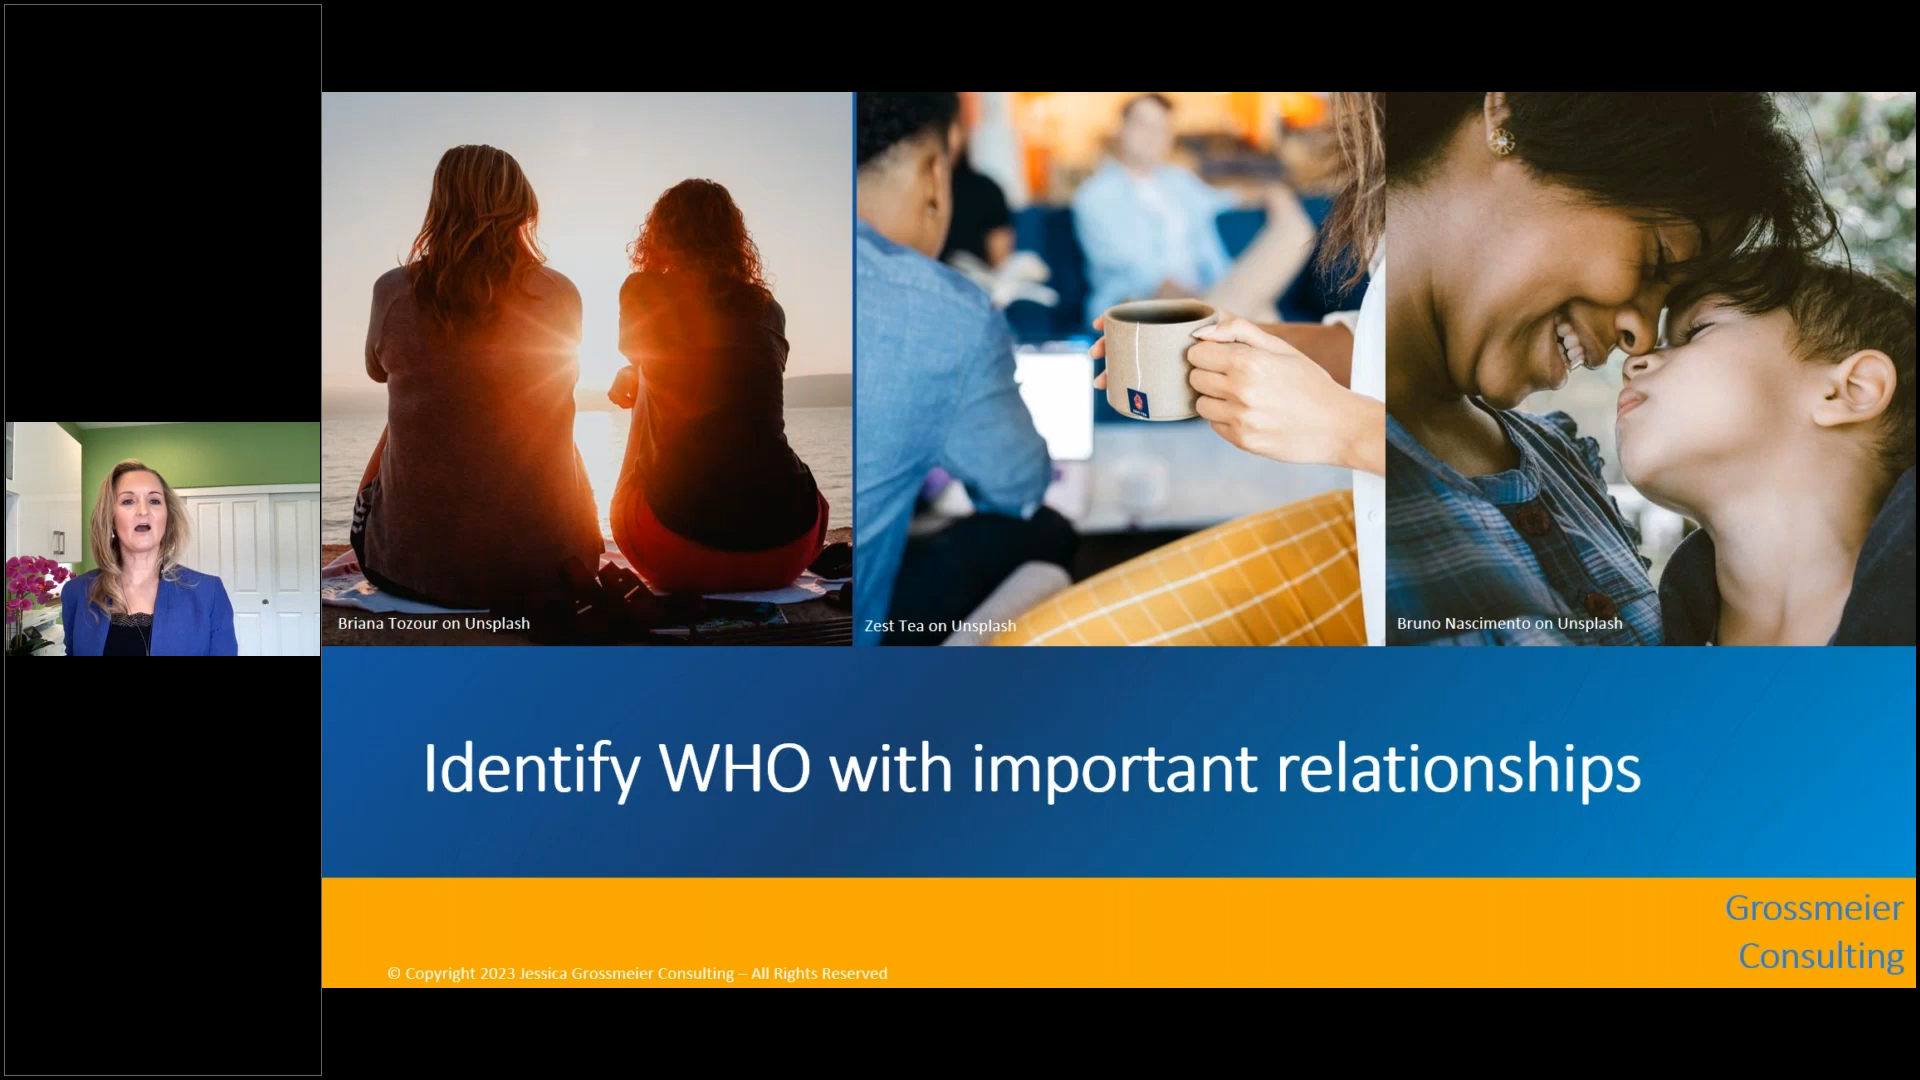 Briana Tozour on Unsplash
Zest Tea on Unsplash
Bruno Nascimento on Unsplash
Identify WHO with important relationships
Grossmeier
Consulting
© Copyright 2023 Jessica Grossmeier Consulting – All Rights Reserved